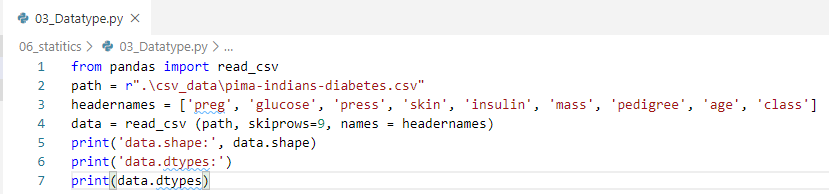 03_Datatype.py
06_statitics > 03_Datatype.py > ...
1 from pandas import read_csv
2 path = r".\csv_data\pima-indians-diabetes.csv"
3 headernames = ['preg', 'glucose', 'press', 'skin', 'insulin', 'mass', 'pedigree', 'age', 'class']
4 data = read_csv (path, skiprows=9, names = headernames)
5 print('data.shape:', data.shape)
6 print('data.dtypes:')
7 print(data.dtypes)